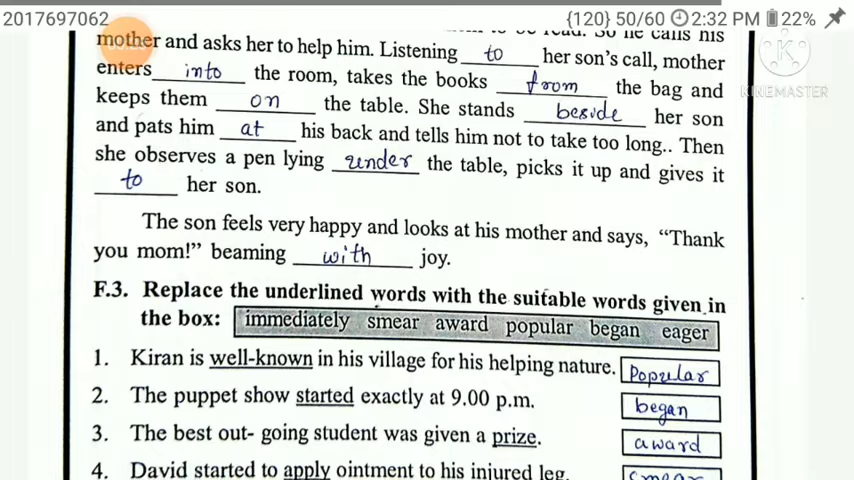 2017697062 {120} 50/60 2:32 PM 22%
to be read. So he calls his
mother and asks her to help him. Listening to her son's call, mother
enters into the room, takes the books from the bag and
keeps them on the table. She stands beside her son
and pats him at his back and tells him not to take too long.. Then
she observes a pen lying under the table, picks it up and gives it
to her son.
The son feels very happy and looks at his mother and says, "Thank
you mom!" beaming with joy.
F.3. Replace the underlined words with the suitable words given in
the box: immediately smear award popular began eager
1. Kiran is well-known in his village for his helping nature. Popular
2. The puppet show started exactly at 9.00 p.m. began
3. The best out- going student was given a prize. award
4. David started to apply ointment to his injured leg. smear
KINEMASTER